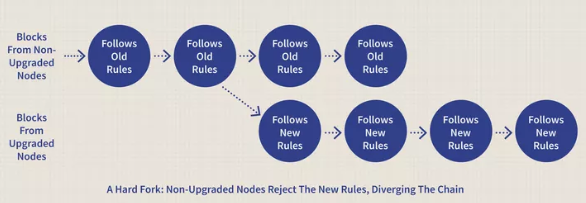 Blocks
From Non-
Upgraded
Nodes
Follows
Old
Rules
Follows
Old
Rules
Follows
Old
Rules
Follows
Old
Rules
Blocks
From
Upgraded
Nodes
Follows
New
Rules
Follows
New
Rules
Follows
New
Rules
Follows
New
Rules
A Hard Fork: Non-Upgraded Nodes Reject The New Rules, Diverging The Chain